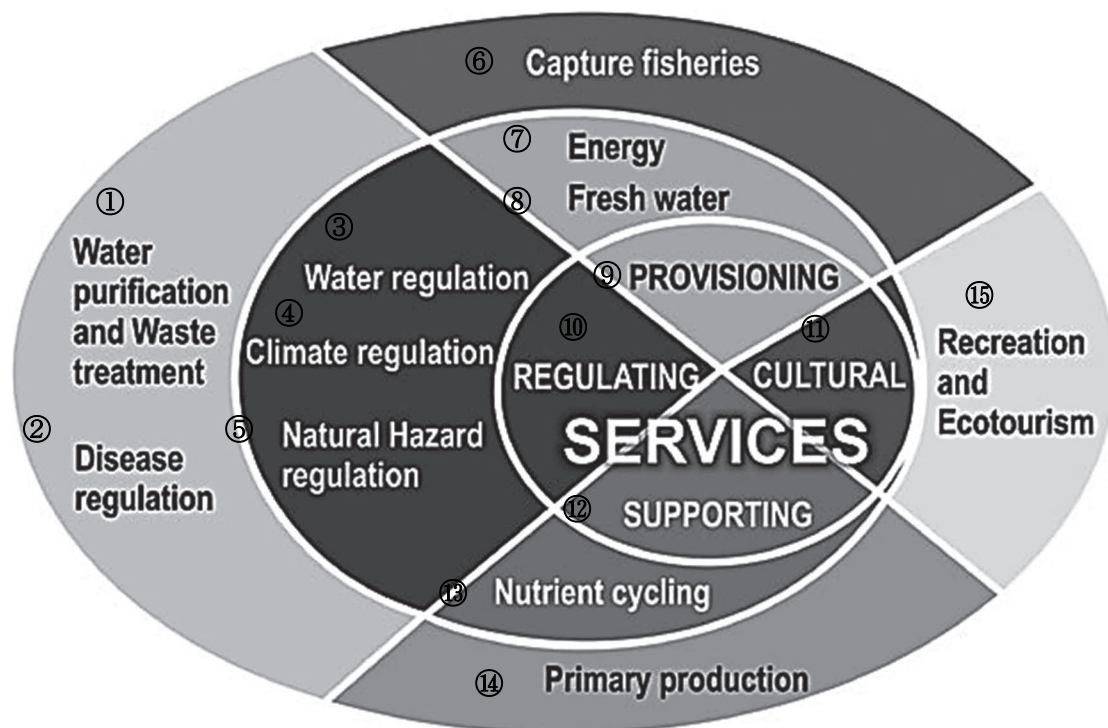 ⑥ Capture fisheries
⑦ Energy
⑧ Fresh water
① Water
purification
and Waste
treatment
② Disease
regulation
③ Water regulation
④ Climate regulation
⑤ Natural Hazard
regulation
⑨ PROVISIONING
⑩ REGULATING
⑪ CULTURAL
SERVICES
⑫ SUPPORTING
⑬ Nutrient cycling
⑭ Primary production
⑮ Recreation
and
Ecotourism